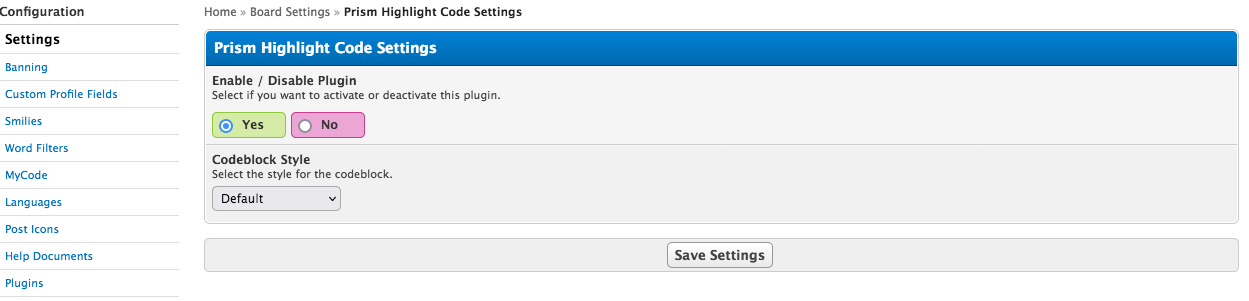 Configuration
Settings
Banning
Custom Profile Fields
Smilies
Word Filters
MyCode
Languages
Post Icons
Help Documents
Plugins
Home » Board Settings » Prism Highlight Code Settings
Prism Highlight Code Settings
Enable / Disable Plugin
Select if you want to activate or deactivate this plugin.
Yes No
Codeblock Style
Select the style for the codeblock.
Default
Save Settings